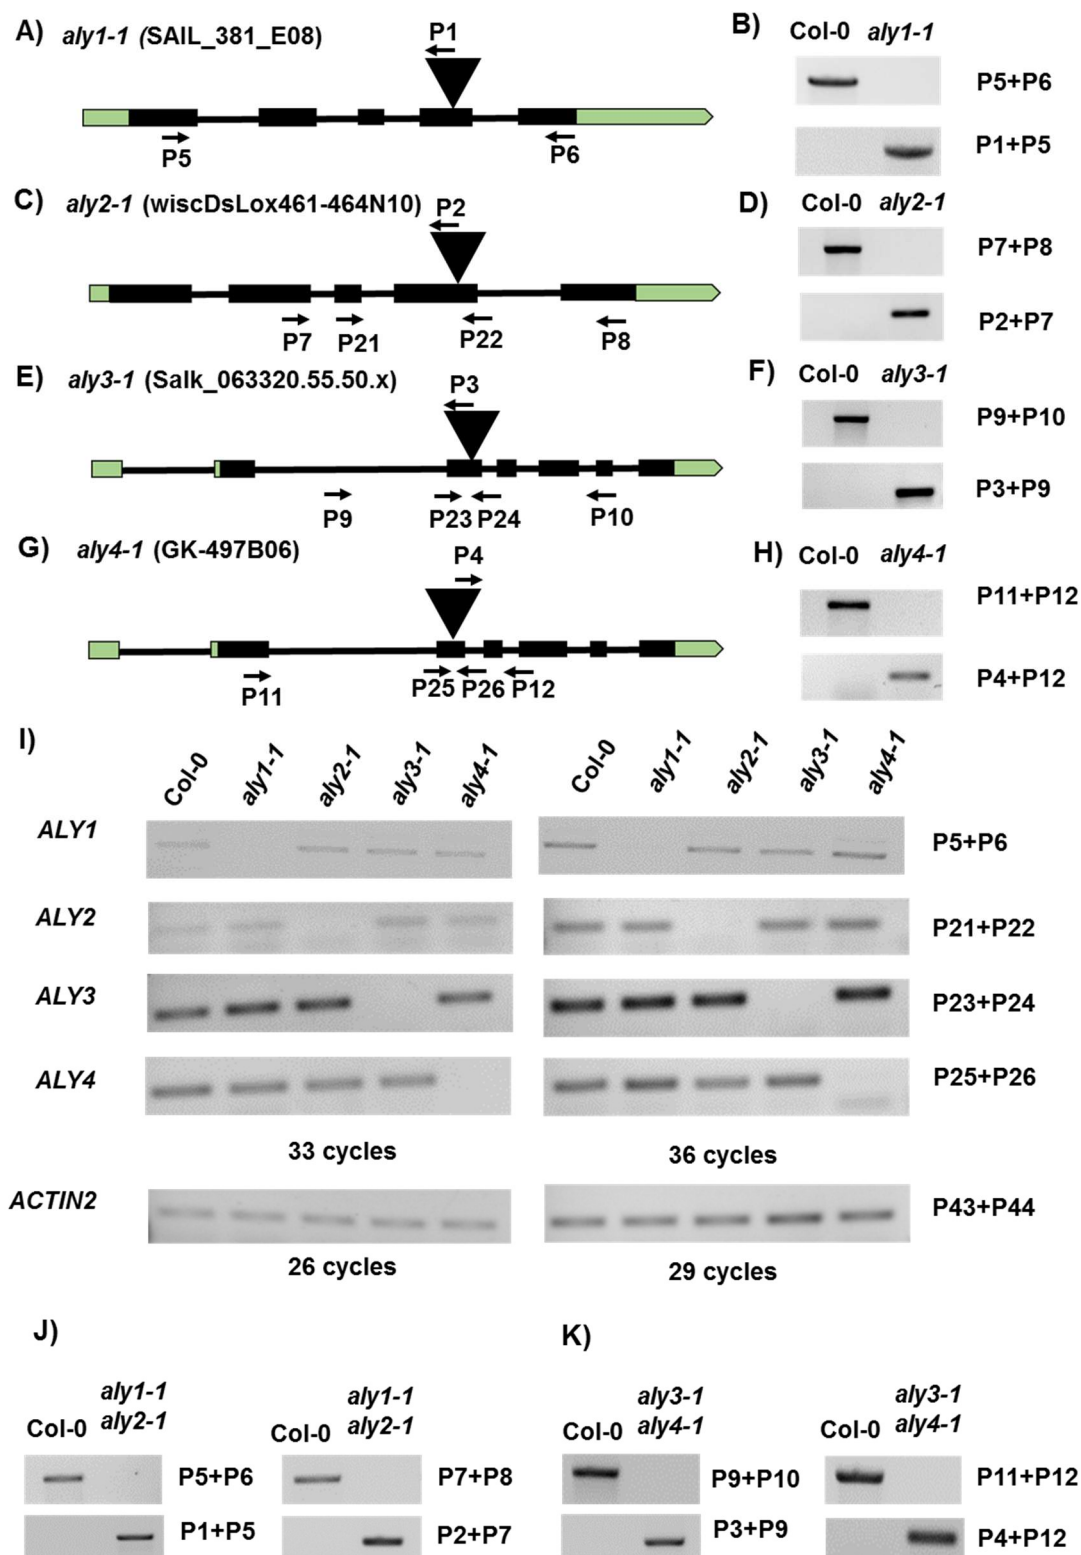 A) aly1-1 (SAIL_381_E08)
P1
P5
P6
B)
Col-0 aly1-1
P5+P6
P1+P5
C) aly2-1 (wiscDsLox461-464N10)
P2
P7 P21 P22 P8
D)
Col-0 aly2-1
P7+P8
P2+P7
E) aly3-1 (Salk_063320.55.50.x)
P3
P9 P23 P24 P10
F)
Col-0 aly3-1
P9+P10
P3+P9
G) aly4-1 (GK-497B06)
P4
P11 P25 P26 P12
H)
Col-0 aly4-1
P11+P12
P4+P12
I)
Col-0 aly1-1 aly2-1 aly3-1 aly4-1 Col-0 aly1-1 aly2-1 aly3-1 aly4-1
ALY1 P5+P6
ALY2 P21+P22
ALY3 P23+P24
ALY4 P25+P26
33 cycles 36 cycles
ACTIN2 P43+P44
26 cycles 29 cycles
J)
Col-0 aly1-1 aly2-1
P5+P6
P1+P5
Col-0 aly1-1 aly2-1
P7+P8
P2+P7
K)
Col-0 aly3-1 aly4-1
P9+P10
P3+P9
Col-0 aly3-1 aly4-1
P11+P12
P4+P12